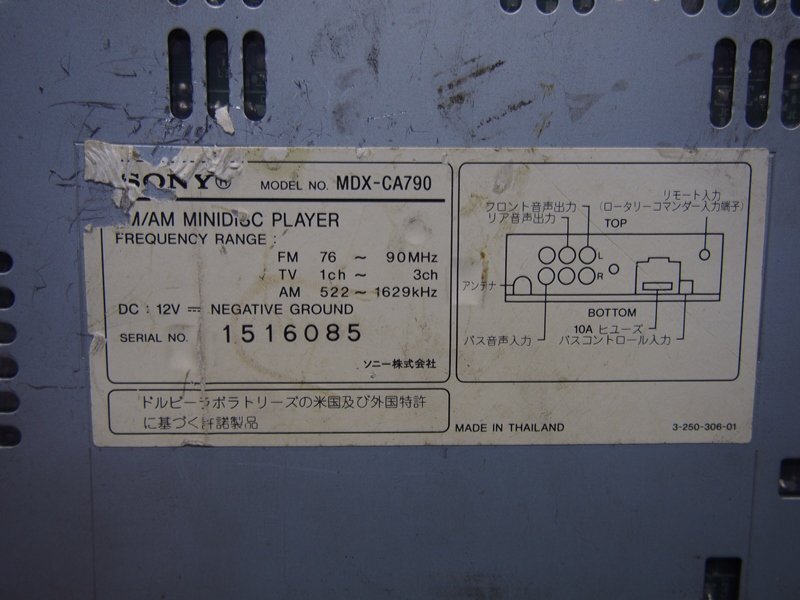 SONY® MODEL NO. MDX-CA790
FM/AM MINIDISC PLAYER
FREQUENCY RANGE :
FM 76 ~ 90MHz
TV 1ch ~ 3ch
AM 522 ~ 1629kHz
DC : 12V ⎓ NEGATIVE GROUND
SERIAL NO. 1516085
ソニー株式会社
ドルビーラボラトリーズの米国及び外国特許
に基づく許諾製品
リモート入力
フロント音声出力 (ロータリーコマンダー入力端子)
リア音声出力 TOP
L
R
アンテナ
BOTTOM
10A ヒューズ
バス音声入力 バスコントロール入力
MADE IN THAILAND
3-250-306-01